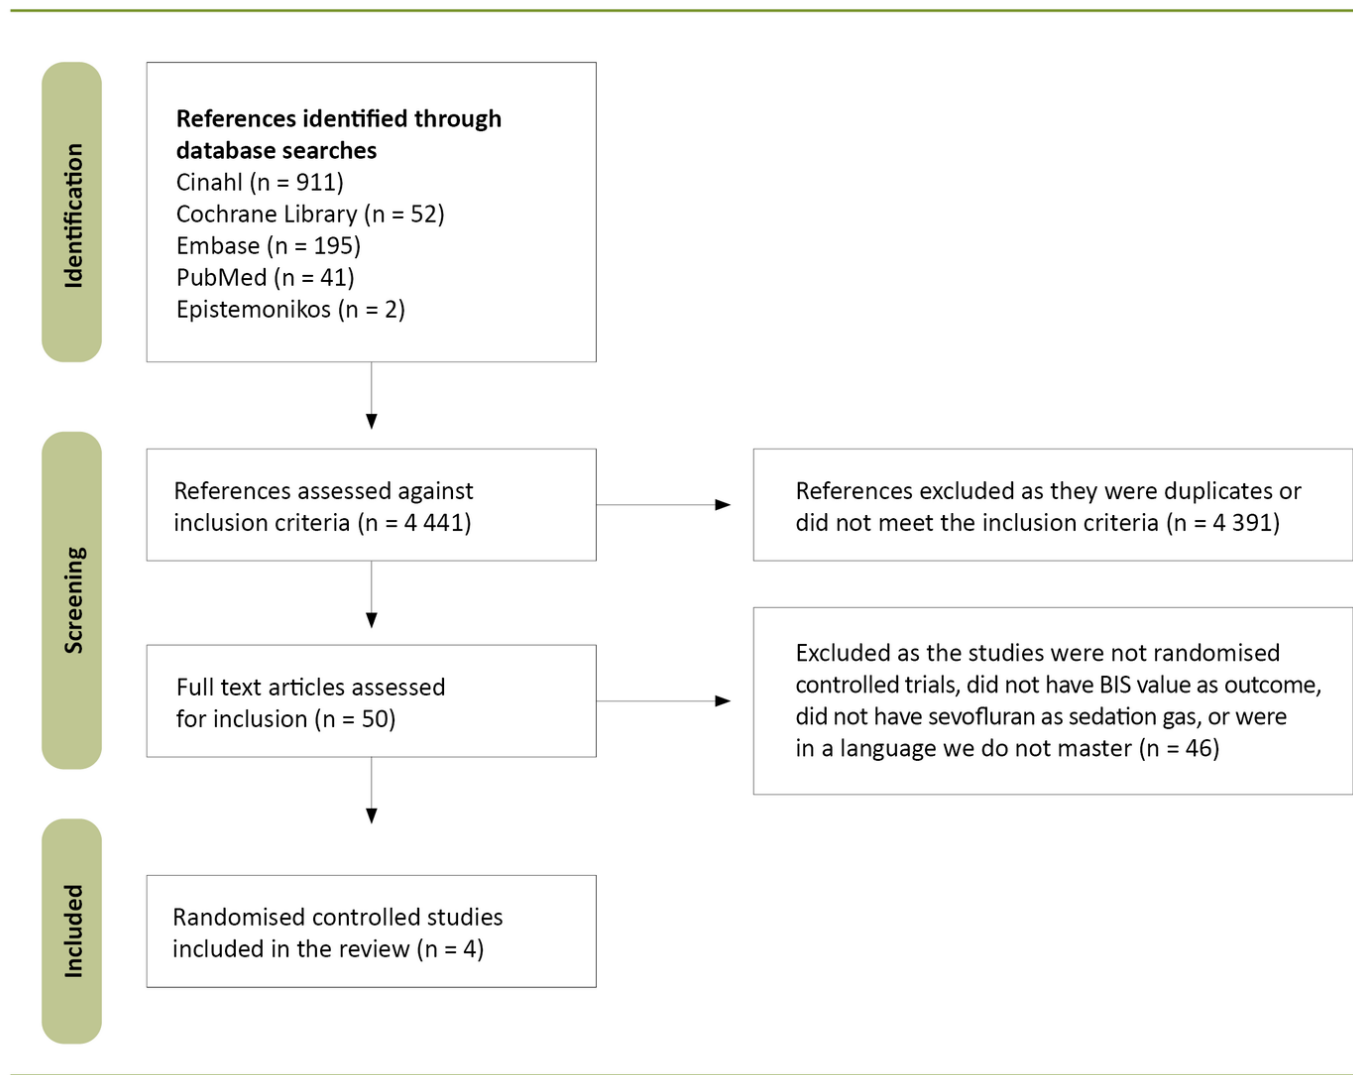 Identification
References identified through
database searches
Cinahl (n = 911)
Cochrane Library (n = 52)
Embase (n = 195)
PubMed (n = 41)
Epistemonikos (n = 2)
Screening
References assessed against
inclusion criteria (n = 4 441)
References excluded as they were duplicates or
did not meet the inclusion criteria (n = 4 391)
Full text articles assessed
for inclusion (n = 50)
Excluded as the studies were not randomised
controlled trials, did not have BIS value as outcome,
did not have sevofluran as sedation gas, or were
in a language we do not master (n = 46)
Included
Randomised controlled studies
included in the review (n = 4)